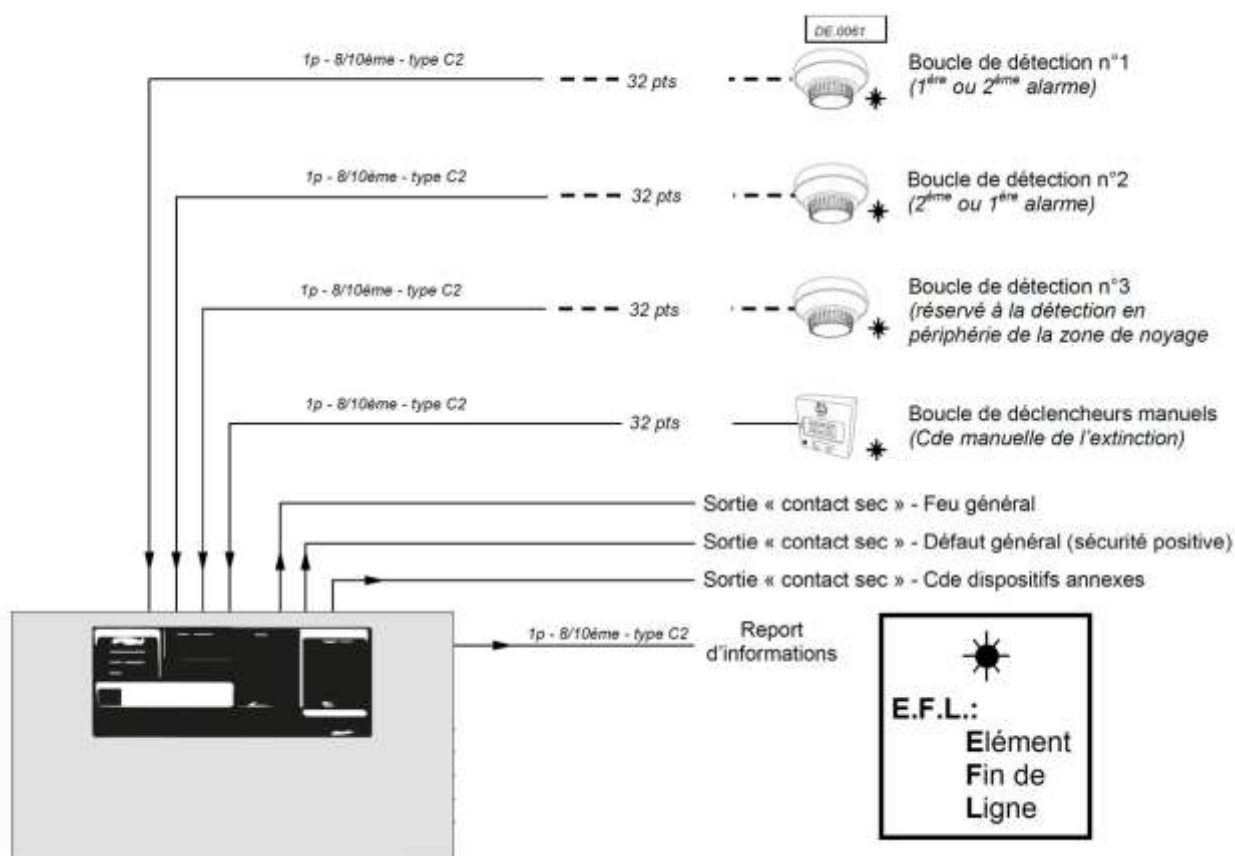 DE.0061
1p - 8/10ème - type C2
32 pts
Boucle de détection n°1
(1ère ou 2ème alarme)
1p - 8/10ème - type C2
32 pts
Boucle de détection n°2
(2ème ou 1ère alarme)
1p - 8/10ème - type C2
32 pts
Boucle de détection n°3
(réservé à la détection en
périphérie de la zone de noyage
1p - 8/10ème - type C2
32 pts
Boucle de déclencheurs manuels
(Cde manuelle de l'extinction)
Sortie « contact sec » - Feu général
Sortie « contact sec » - Défaut général (sécurité positive)
Sortie « contact sec » - Cde dispositifs annexes
1p - 8/10ème - type C2
Report
d'informations
E.F.L.:
Elément
Fin de
Ligne